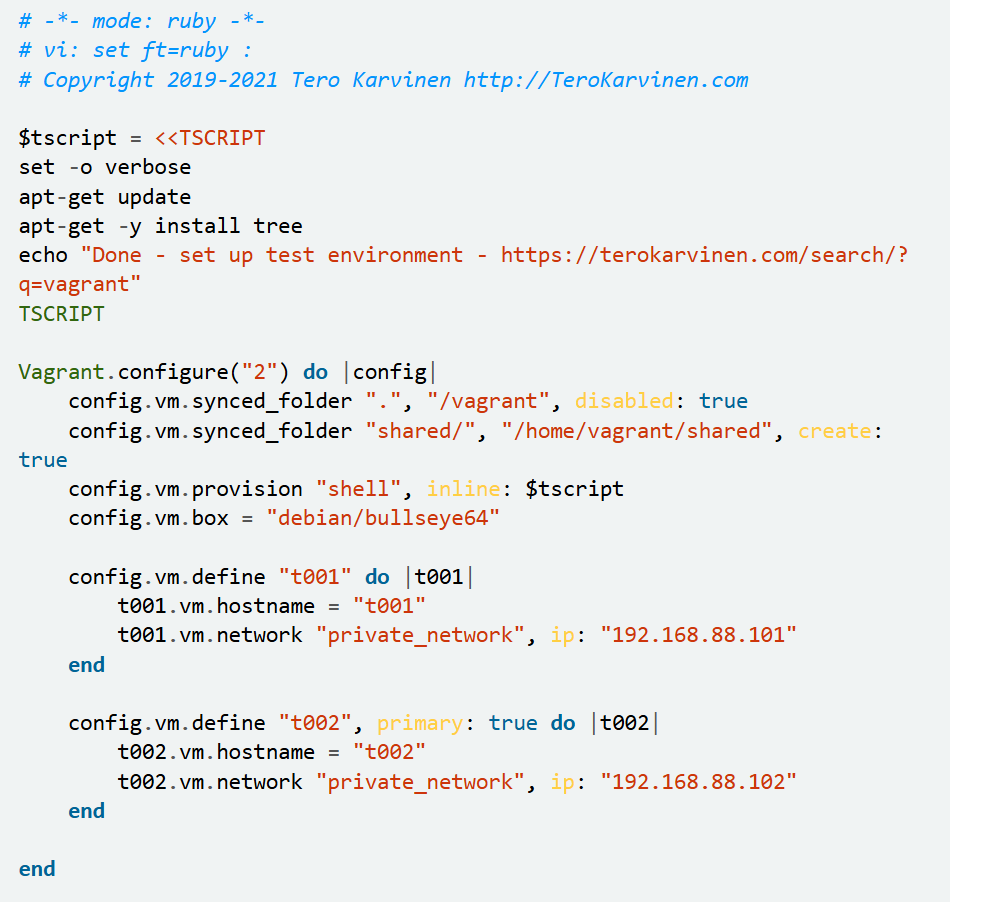 # -*- mode: ruby -*-
# vi: set ft=ruby :
# Copyright 2019-2021 Tero Karvinen http://TeroKarvinen.com

$tscript = <<TSCRIPT
set -o verbose
apt-get update
apt-get -y install tree
echo "Done - set up test environment - https://terokarvinen.com/search/?
q=vagrant"
TSCRIPT

Vagrant.configure("2") do |config|
    config.vm.synced_folder ".", "/vagrant", disabled: true
    config.vm.synced_folder "shared/", "/home/vagrant/shared", create:
true
    config.vm.provision "shell", inline: $tscript
    config.vm.box = "debian/bullseye64"

    config.vm.define "t001" do |t001|
        t001.vm.hostname = "t001"
        t001.vm.network "private_network", ip: "192.168.88.101"
    end

    config.vm.define "t002", primary: true do |t002|
        t002.vm.hostname = "t002"
        t002.vm.network "private_network", ip: "192.168.88.102"
    end

end